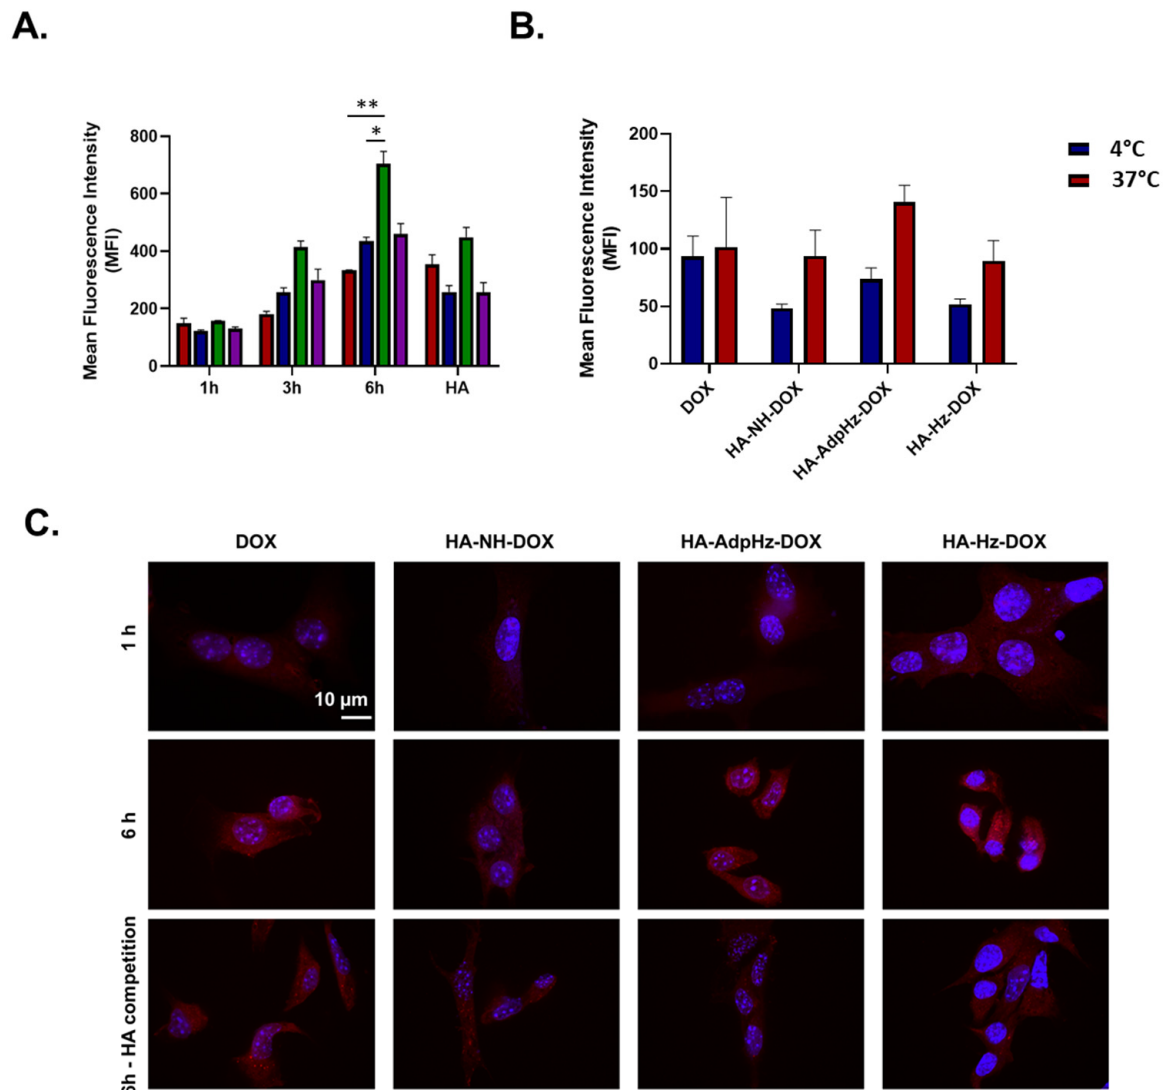 A.
B.
Mean Fluorescence Intensity
(MFI)
800
600
400
200
0
**
*
1h
3h
6h
HA
Mean Fluorescence Intensity
(MFI)
200
150
100
50
0
DOX
HA-NH-DOX
HA-AdpHz-DOX
HA-Hz-DOX
4°C
37°C
C.
DOX
HA-NH-DOX
HA-AdpHz-DOX
HA-Hz-DOX
1 h
10 µm
6 h
6h - HA competition